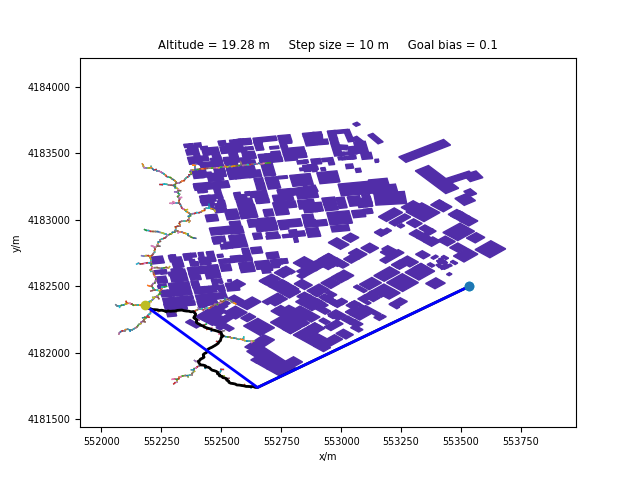 Altitude = 19.28 m Step size = 10 m Goal bias = 0.1
4184000
4183500
4183000
4182500
4182000
4181500
y/m
552000 552250 552500 552750 553000 553250 553500 553750
x/m